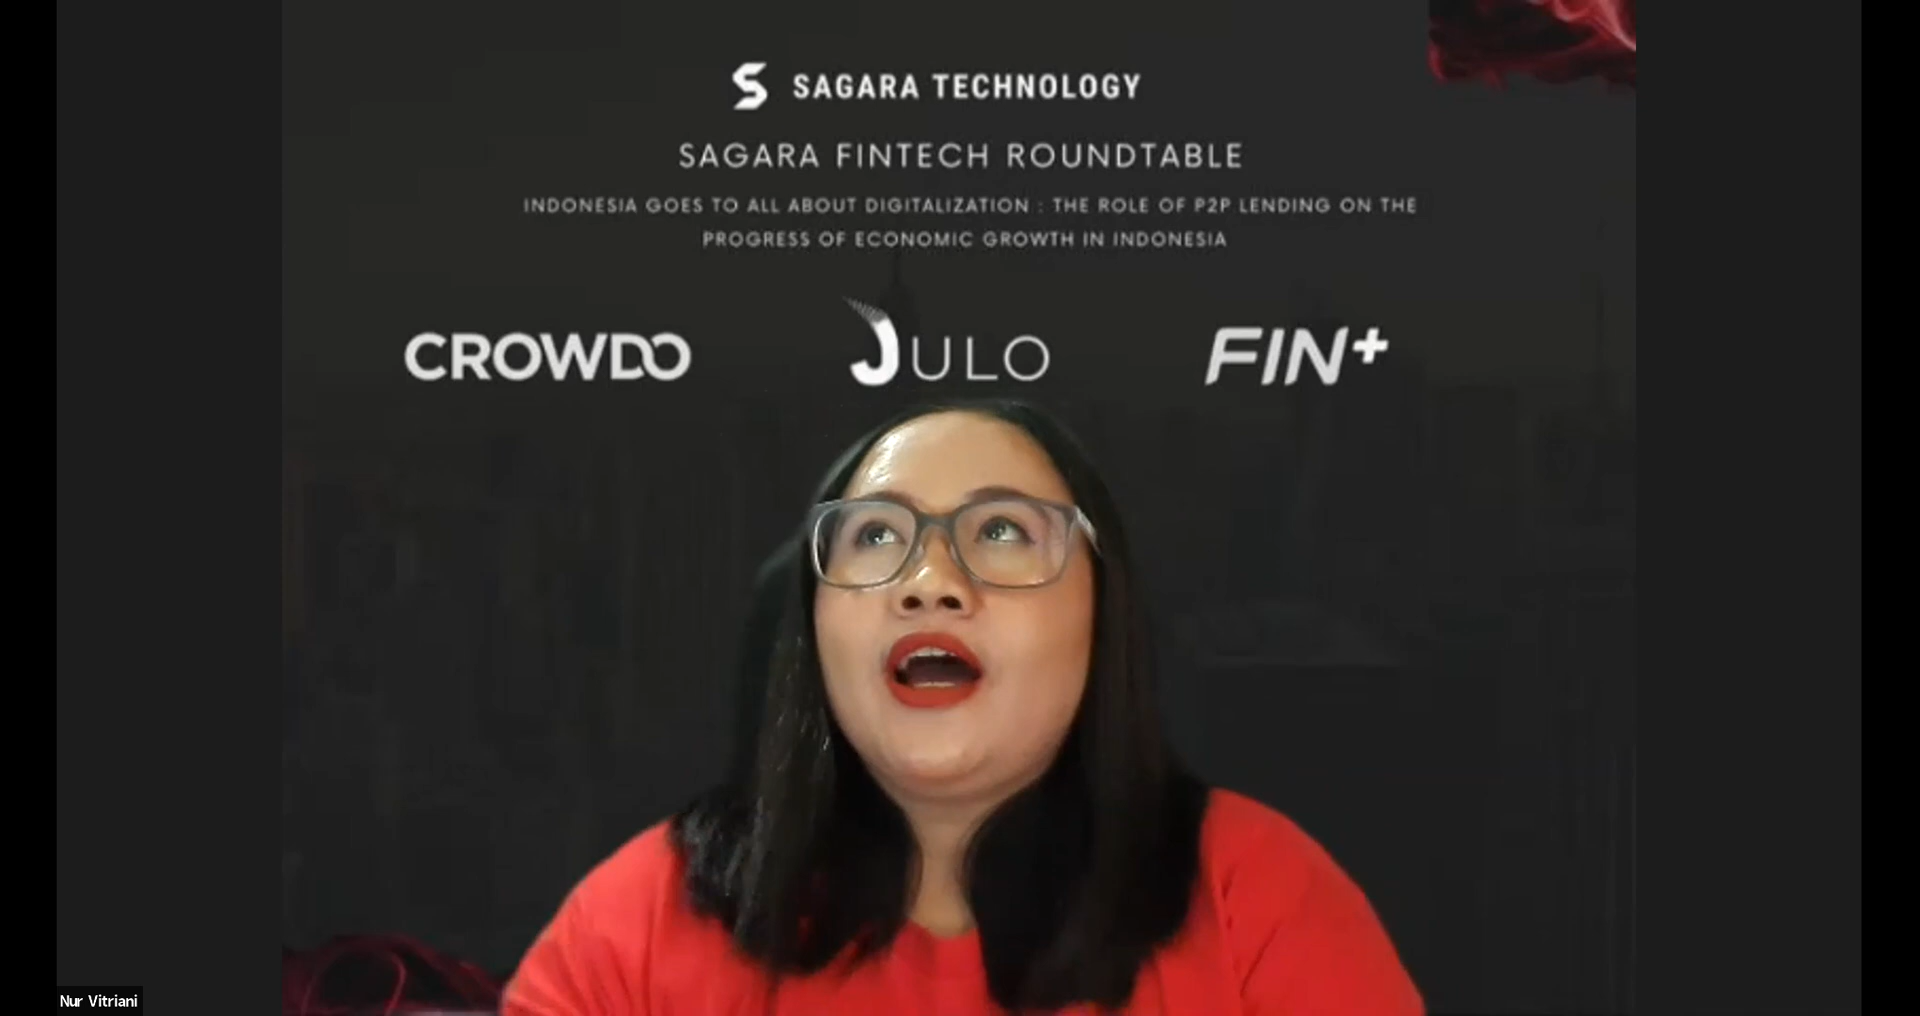 SAGARA TECHNOLOGY
SAGARA FINTECH ROUNDTABLE
INDONESIA GOES TO ALL ABOUT DIGITALIZATION : THE ROLE OF P2P LENDING ON THE
PROGRESS OF ECONOMIC GROWTH IN INDONESIA
CROWDO JULO FIN+
Nur Vitriani